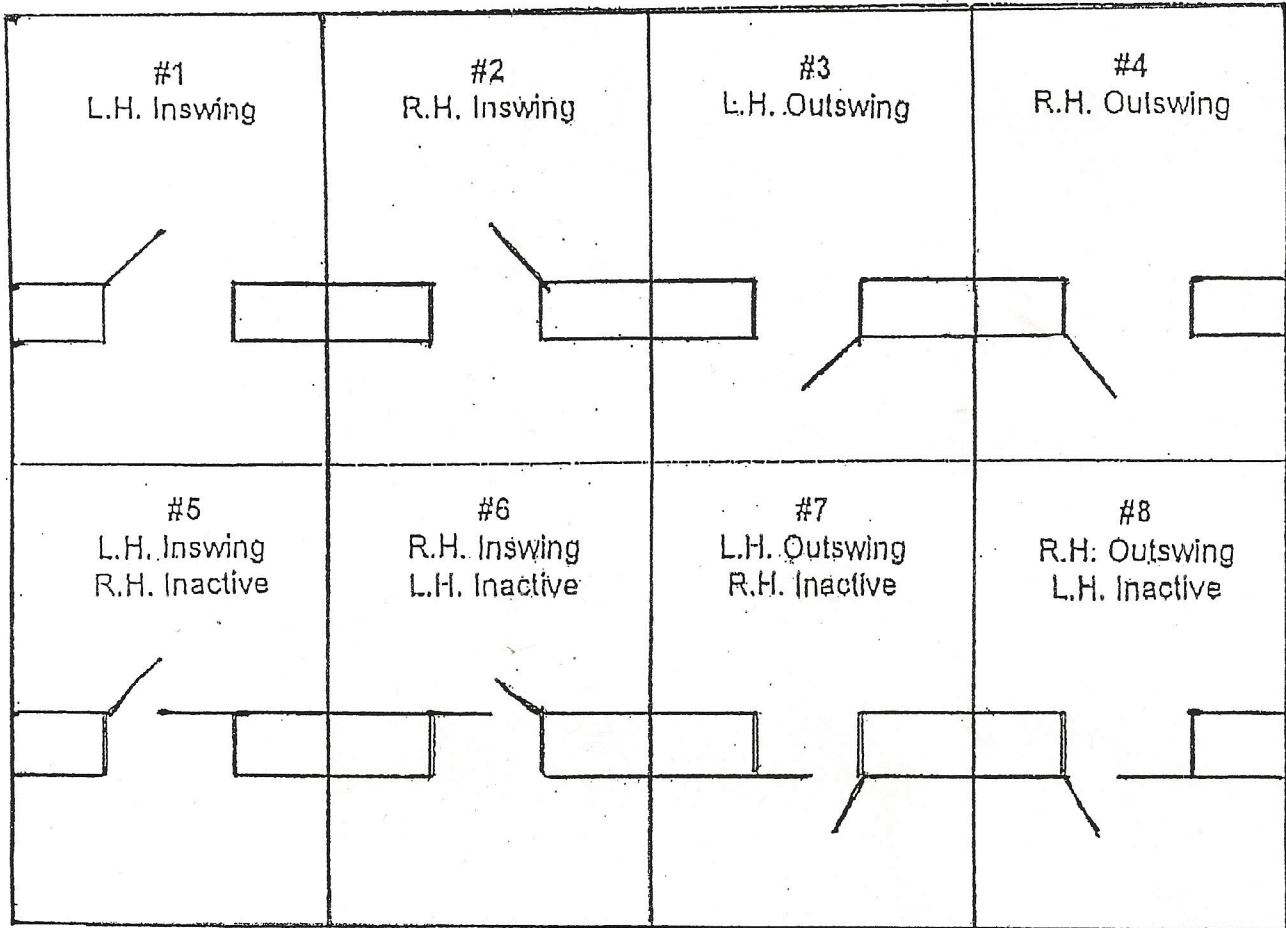 #1
L.H. Inswing
#2
R.H. Inswing
#3
L.H. Outswing
#4
R.H. Outswing
#5
L.H. Inswing
R.H. Inactive
#6
R.H. Inswing
L.H. Inactive
#7
L.H. Outswing
R.H. Inactive
#8
R.H. Outswing
L.H. Inactive